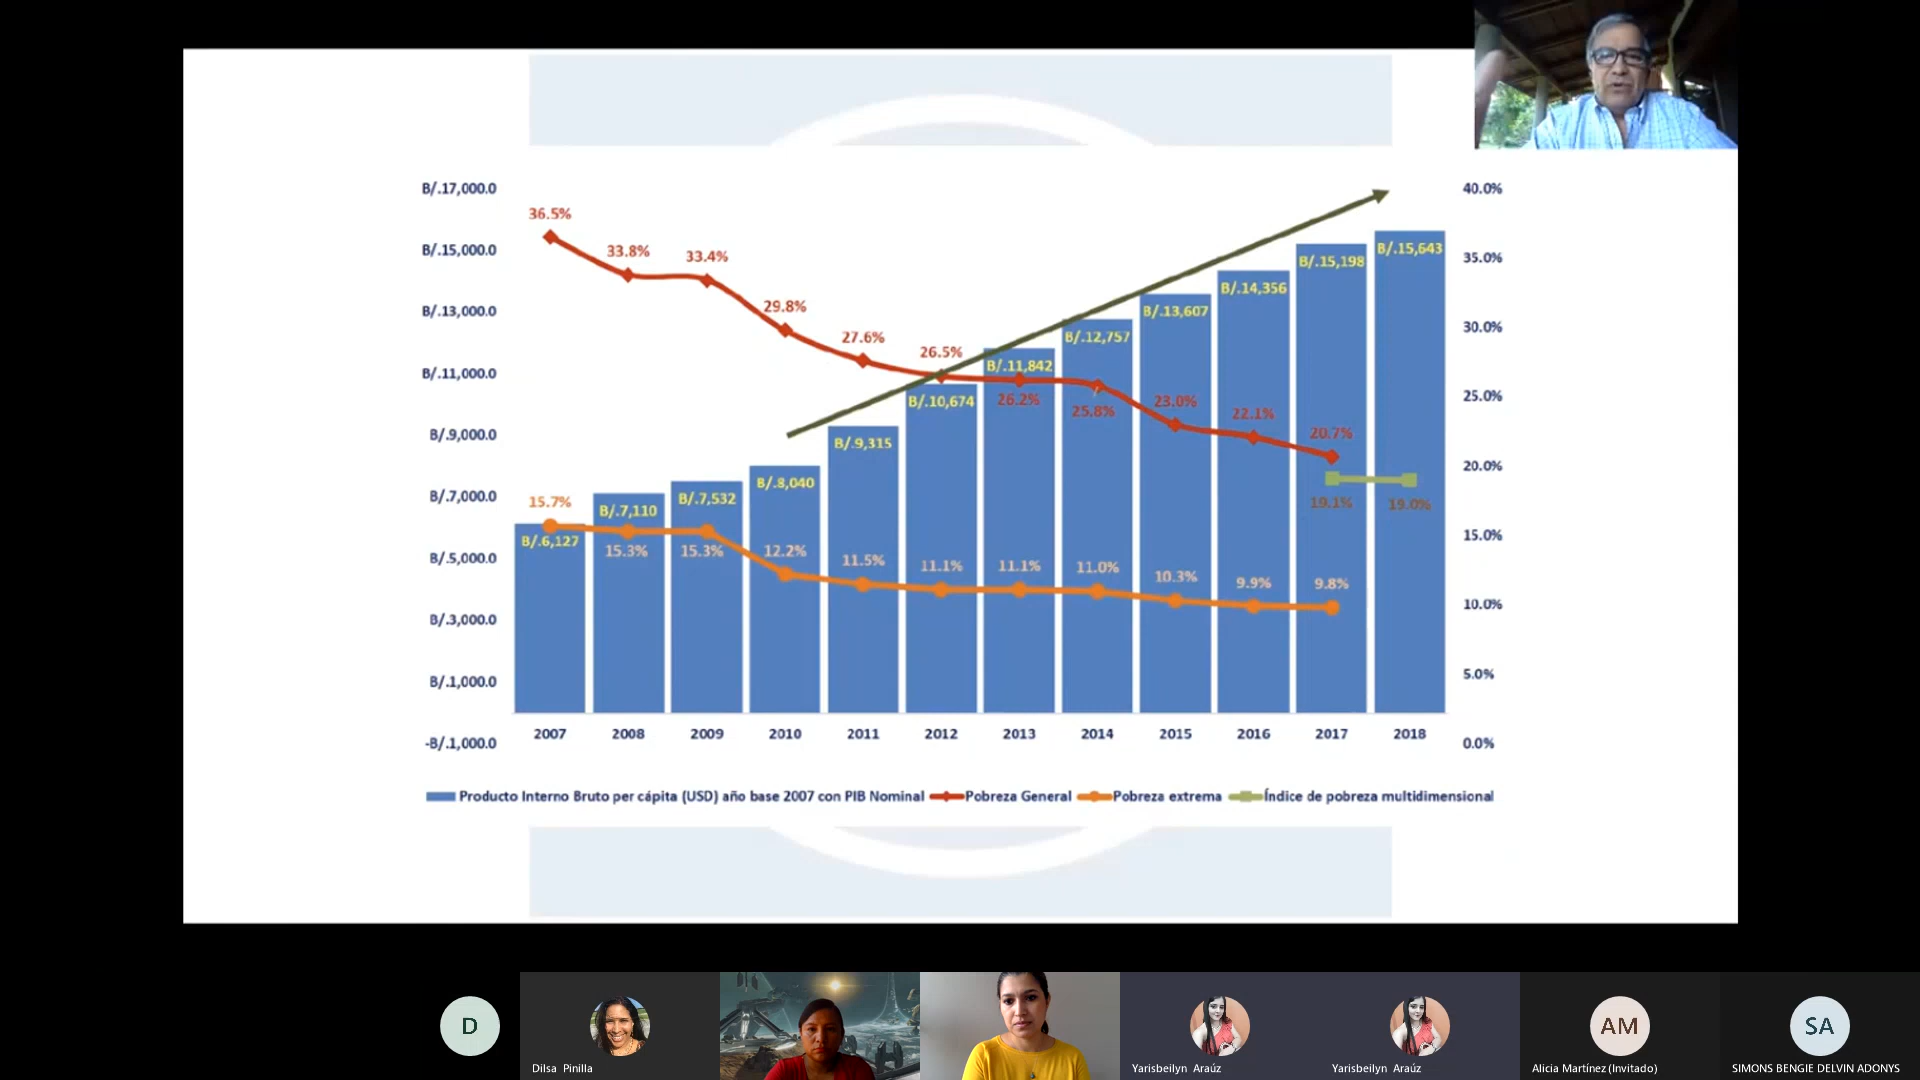 B/.17,000.0
B/.15,000.0
B/.13,000.0
B/.11,000.0
B/.9,000.0
B/.7,000.0
B/.5,000.0
B/.3,000.0
B/.1,000.0
-B/.1,000.0
40.0%
35.0%
30.0%
25.0%
20.0%
15.0%
10.0%
5.0%
0.0%
36.5%
33.8%
33.4%
29.8%
27.6%
26.5%
26.2%
25.8%
23.0%
22.1%
20.7%
19.1%
19.0%
B/.6,127
B/.7,110
B/.7,532
B/.8,040
B/.9,315
B/.10,674
B/.11,842
B/.12,757
B/.13,607
B/.14,356
B/.15,198
B/.15,643
15.7%
15.3%
15.3%
12.2%
11.5%
11.1%
11.1%
11.0%
10.3%
9.9%
9.8%
2007 2008 2009 2010 2011 2012 2013 2014 2015 2016 2017 2018
Producto Interno Bruto per cápita (USD) año base 2007 con PIB Nominal Pobreza General Pobreza extrema Índice de pobreza multidimensional
D
AM
SA
Dilsa Pinilla
Yarisbeilyn Araúz
Yarisbeilyn Araúz
Alicia Martínez (Invitado)
SIMONS BENGIE DELVIN ADONYS